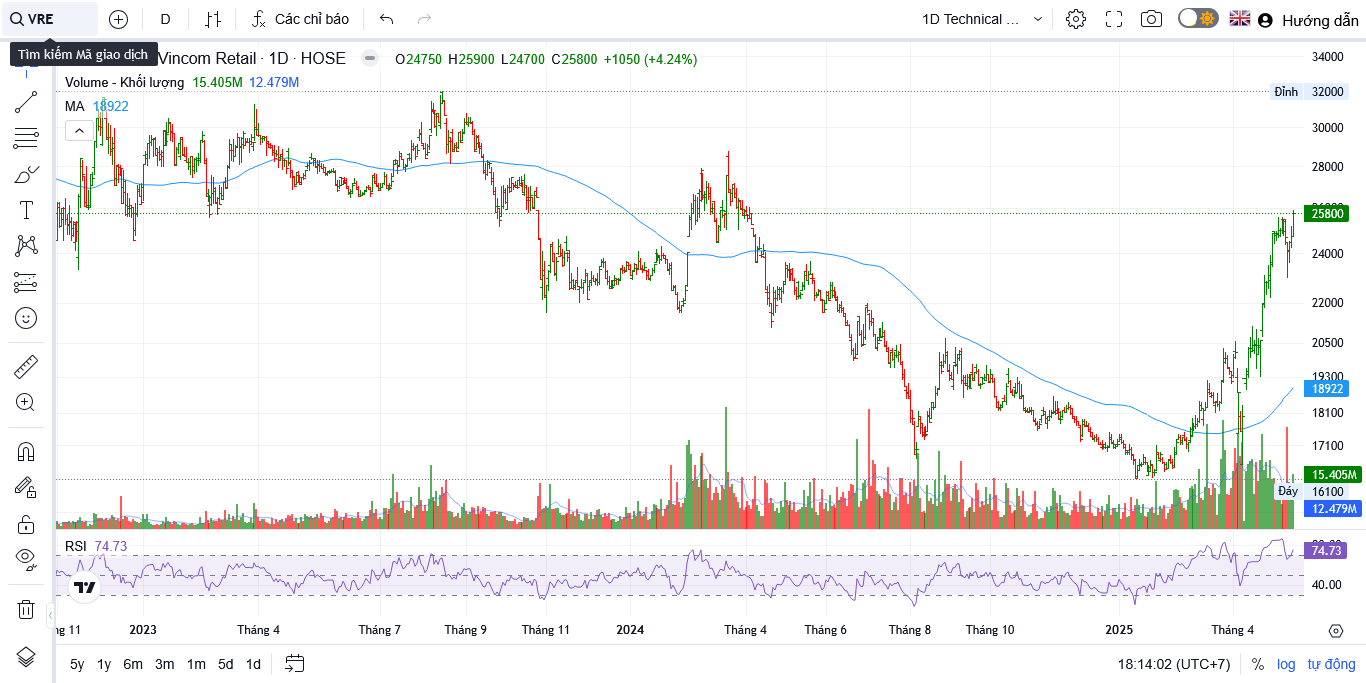 VRE
D
Các chỉ báo
1D Technical ...
Hướng dẫn
Tìm kiếm Mã giao dịch
Vincom Retail · 1D · HOSE
O24750 H25900 L24700 C25800 +1050 (+4.24%)
Volume - Khối lượng 15.405M 12.479M
MA 18922
34000
Đỉnh 32000
30000
28000
25800
24000
22000
20500
19300
18922
18100
17100
15.405M
Đáy 16100
12.479M
RSI 74.73
74.73
40.00
ng 11 2023 Tháng 4 Tháng 7 Tháng 9 Tháng 11 2024 Tháng 4 Tháng 6 Tháng 8 Tháng 10 2025 Tháng 4
5y 1y 6m 3m 1m 5d 1d
18:14:02 (UTC+7) % log tự động